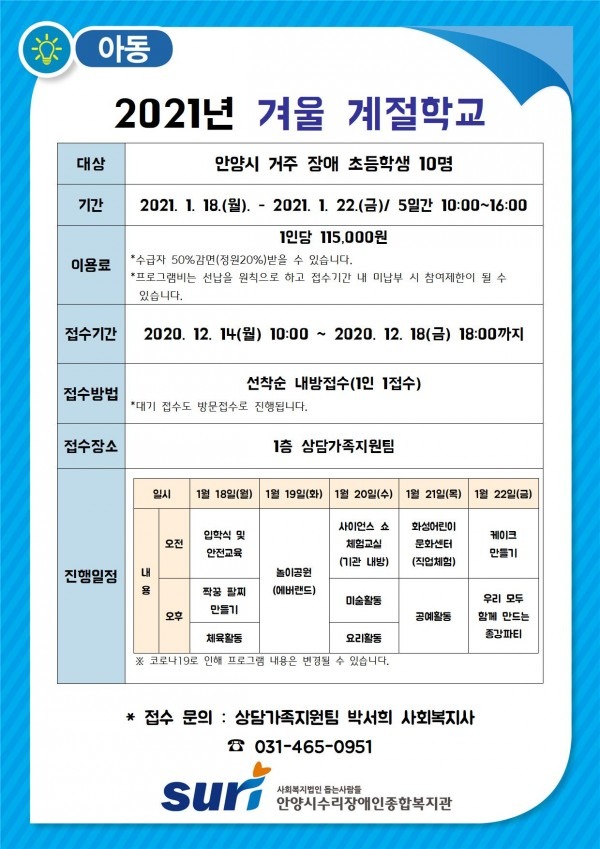 아동
2021년 겨울 계절학교
대상
안양시 거주 장애 초등학생 10명
기간
2021. 1. 18.(월). - 2021. 1. 22.(금)/ 5일간 10:00~16:00
이용료
1인당 115,000원
*수급자 50%감면(정원20%)받을 수 있습니다.
*프로그램비는 선납을 원칙으로 하고 접수기간 내 미납부 시 참여제한이 될 수
있습니다.
접수기간
2020. 12. 14(월) 10:00 ~ 2020. 12. 18(금) 18:00까지
접수방법
선착순 내방접수(1인 1접수)
*대기 접수도 방문접수로 진행됩니다.
접수장소
1층 상담가족지원팀
진행일정
일시 1월 18일(월) 1월 19일(화) 1월 20일(수) 1월 21일(목) 1월 22일(금)
내용
오전
입학식 및
안전교육
놀이공원
(에버랜드)
사이언스 쇼
체험교실
(기관 내방)
화성어린이
문화센터
(직업체험)
케이크
만들기
오후
짝꿍 팔찌
만들기
체육활동
미술활동
요리활동
공예활동
우리 모두
함께 만드는
종강파티
※ 코로나19로 인해 프로그램 내용은 변경될 수 있습니다.
* 접수 문의 : 상담가족지원팀 박서희 사회복지사
☎ 031-465-0951
suri
사회복지법인 돕는사람들
안양시수리장애인종합복지관